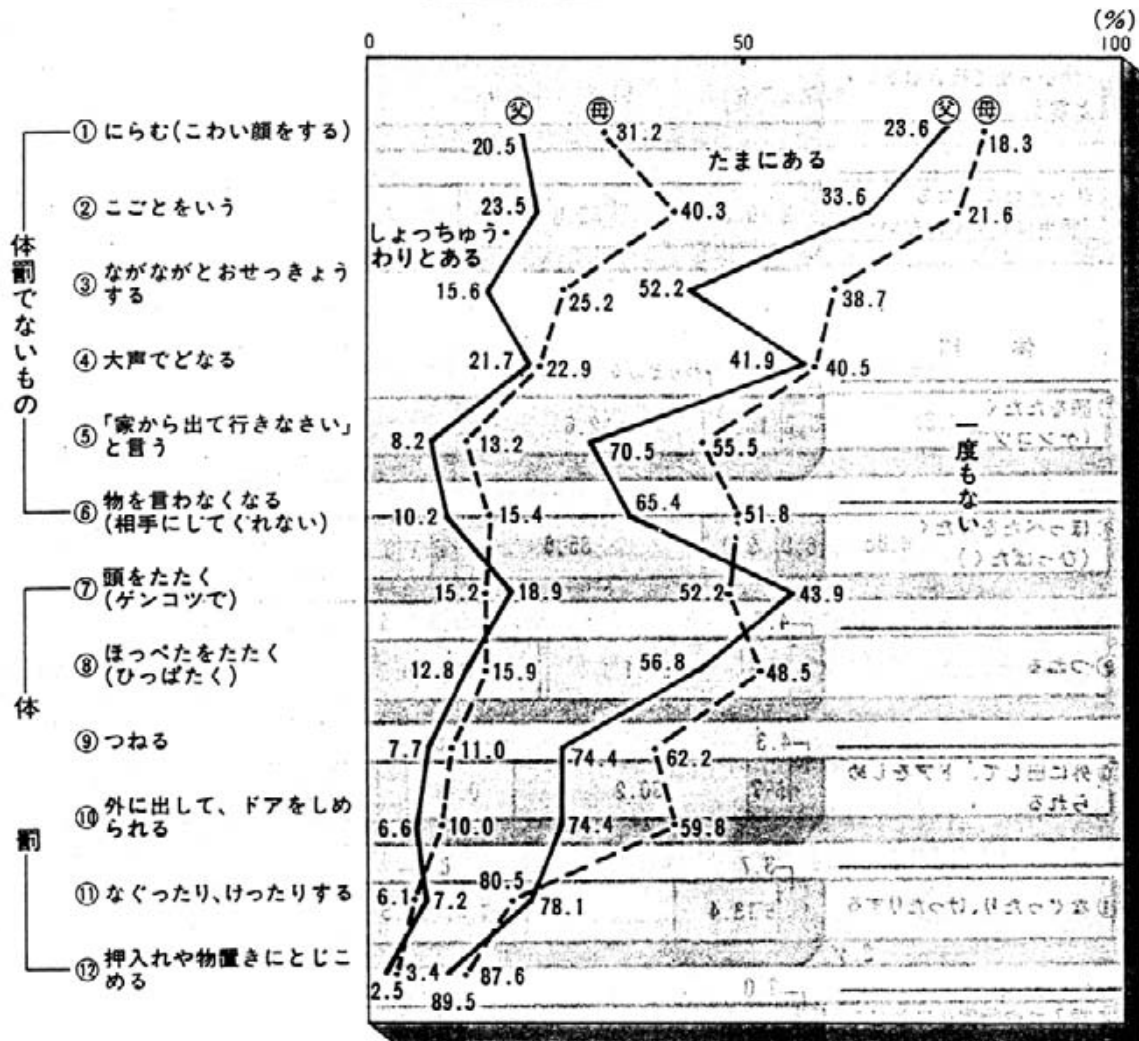 (%)
0 50 100
父 母 父 母
①にらむ(こわい顔をする)
20.5 31.2 23.6 18.3
たまにある
②こごとをいう
23.5 40.3 33.6 21.6
しょっちゅう・
わりとある
③ながながとおせっきょう
する
15.6 25.2 52.2 38.7
④大声でどなる
21.7 22.9 41.9 40.5
⑤「家から出て行きなさい」
と言う
8.2 13.2 70.5 55.5
一度もない
⑥物を言わなくなる
(相手にしてくれない)
10.2 15.4 65.4 51.8
体罰でないもの
⑦頭をたたく
(ゲンコツで)
15.2 18.9 52.2 43.9
⑧ほっぺたをたたく
(ひっぱたく)
12.8 15.9 56.8 48.5
⑨つねる
7.7 11.0 74.4 62.2
⑩外に出して、ドアをしめ
られる
6.6 10.0 74.4 59.8
⑪なぐったり、けったりする
6.1 7.2 80.5 78.1
⑫押入れや物置きにとじこ
める
2.5 3.4 89.5 87.6
体罰